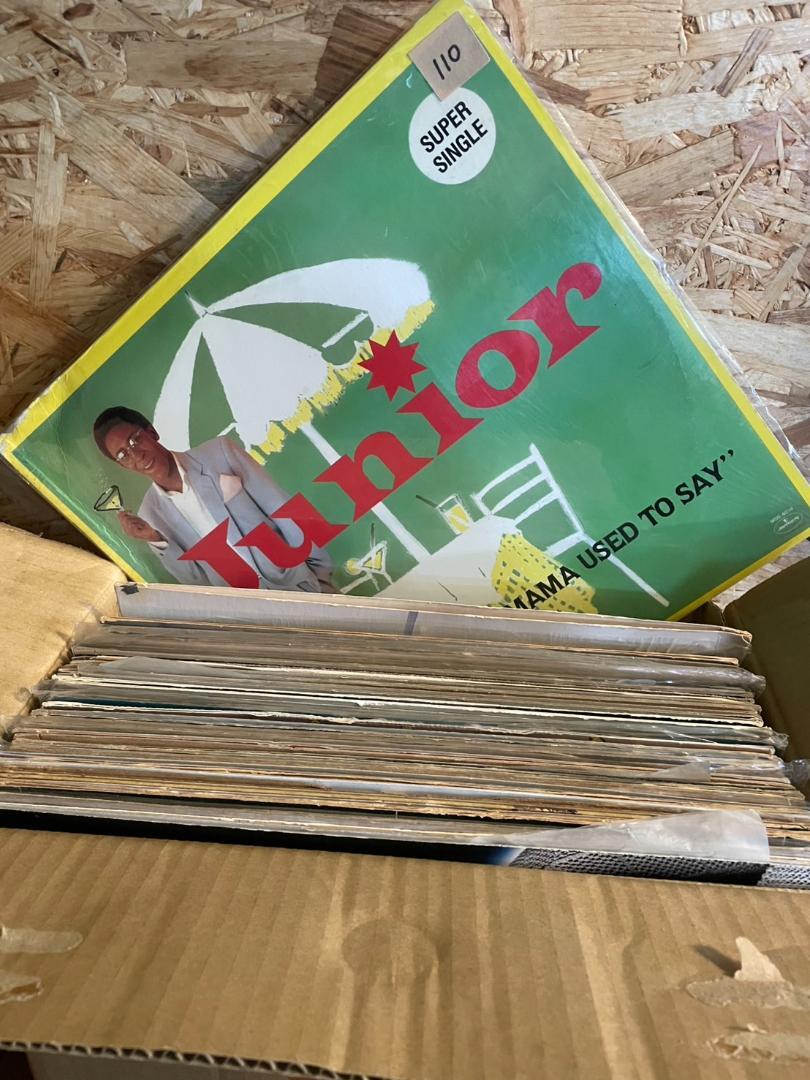 110
SUPER
SINGLE
Junior
MAMA USED TO SAY”